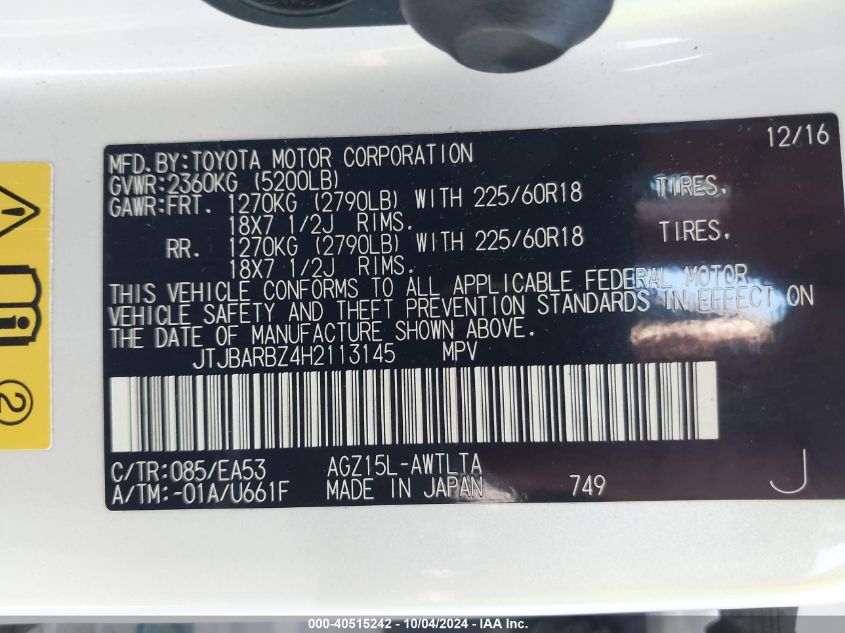 12/16
MFD.BY:TOYOTA MOTOR CORPORATION
GVWR:2360KG (5200LB)
GAWR:FRT. 1270KG (2790LB) WITH 225/60R18 TIRES.
18X7 1/2J RIMS.
RR. 1270KG (2790LB) WITH 225/60R18 TIRES.
18X7 1/2J RIMS.
THIS VEHICLE CONFORMS TO ALL APPLICABLE FEDERAL MOTOR
VEHICLE SAFETY AND THEFT PREVENTION STANDARDS IN EFFECT ON
THE DATE OF MANUFACTURE SHOWN ABOVE.
JTJBARBZ4H2113145 MPV
C/TR:085/EA53 AGZ15L-AWTLTA
A/TM:-01A/U661F MADE IN JAPAN 749 J
2
000-40515242 - 10/04/2024 - IAA Inc.